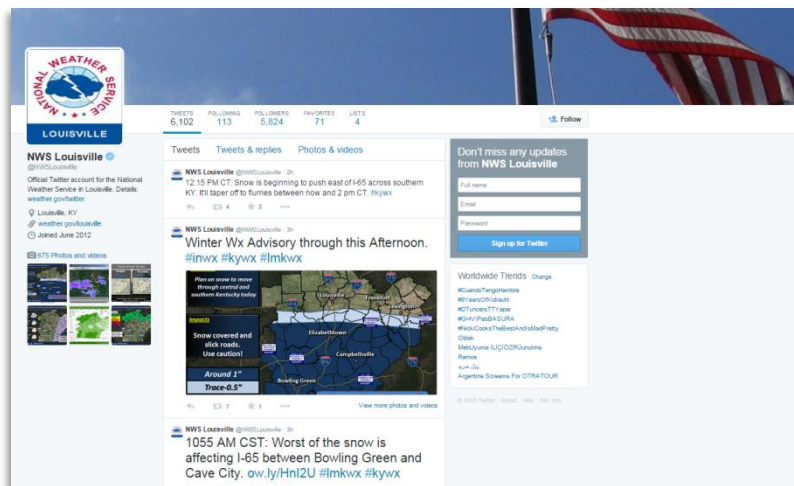 NATIONAL WEATHER SERVICE
LOUISVILLE
TWEETS
6,102
FOLLOWING
113
FOLLOWERS
5,824
FAVORITES
71
LISTS
4
Follow
NWS Louisville
@NWSLouisville
Official Twitter account for the National
Weather Service in Louisville. Details:
weather.gov/twitter
Louisville, KY
weather.gov/louisville
Joined June 2012
675 Photos and videos
Tweets Tweets & replies Photos & videos
NWS Louisville @NWSLouisville · 2h
12:15 PM CT: Snow is beginning to push east of I-65 across southern
KY. It'll taper off to flurries between now and 2 pm CT. #kywx
4 2
NWS Louisville @NWSLouisville · 3h
Winter Wx Advisory through this Afternoon.
#inwx #kywx #lmkwx
Plan on snow to move
through central and
southern Kentucky today
Impacts
Snow covered and
slick roads.
Use caution!
Around 1"
Trace-0.5"
Louisville
Frankfort
Lexington
Elizabethtown
Campbellsville
Bowling Green
7 1
View more photos and videos
NWS Louisville @NWSLouisville · 3h
1055 AM CST: Worst of the snow is
affecting I-65 between Bowling Green and
Cave City. ow.ly/HnI2U #lmkwx #kywx
Don't miss any updates
from NWS Louisville
Full name
Email
Password
Sign up for Twitter
Worldwide Trends · Change
#CuandoTengoHambre
#8YearsOfKidrauhl
#DTuncersTTYapar
#GHVIPesBASURA
#NickiCooksTheBestAndIsMadPretty
Oblak
Ramos
Argentina Screams For OTRATOUR
© 2015 Twitter About Help Ads info